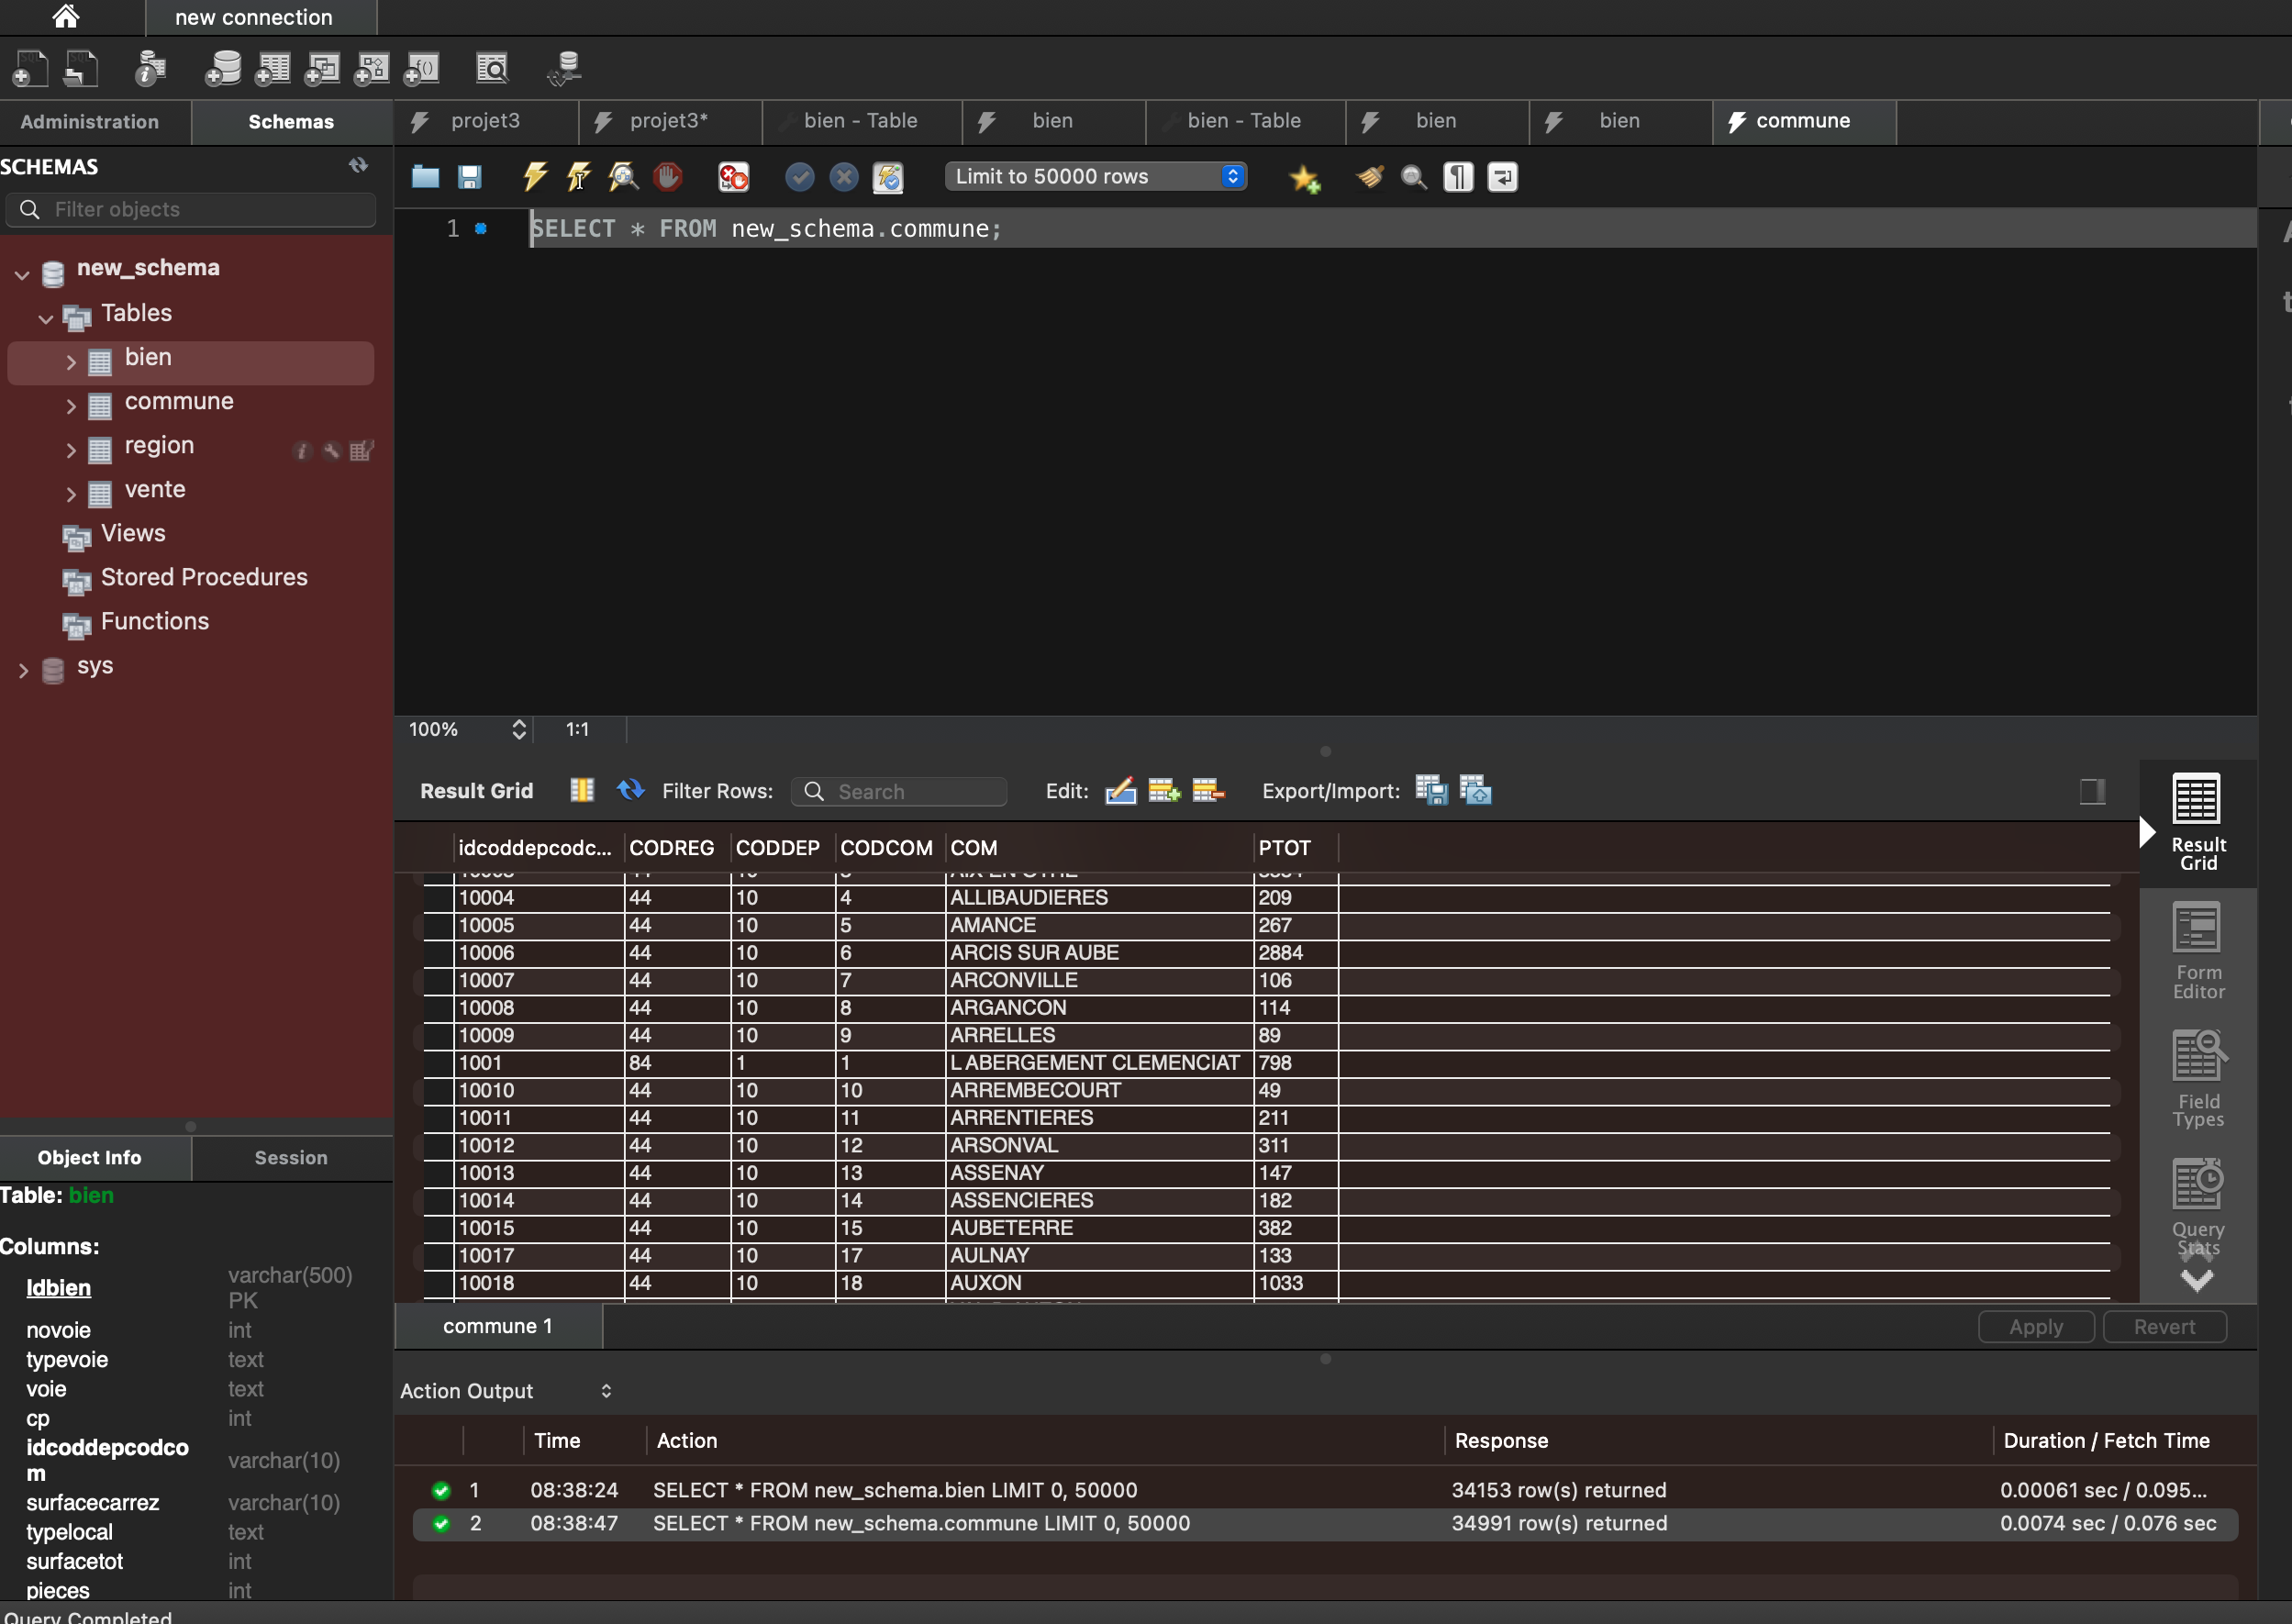 new connection
Administration
Schemas
projet3
projet3*
bien - Table
bien
bien - Table
bien
bien
commune
SCHEMAS
Filter objects
Limit to 50000 rows
1
SELECT * FROM new_schema.commune;
new_schema
Tables
bien
commune
region
vente
Views
Stored Procedures
Functions
sys
100%
1:1
Result Grid
Filter Rows:
Search
Edit:
Export/Import:
idcoddepcodc... CODREG CODDEP CODCOM COM PTOT
10004 44 10 4 ALLIBAUDIERES 209
10005 44 10 5 AMANCE 267
10006 44 10 6 ARCIS SUR AUBE 2884
10007 44 10 7 ARCONVILLE 106
10008 44 10 8 ARGANCON 114
10009 44 10 9 ARRELLES 89
1001 84 1 1 L ABERGEMENT CLEMENCIAT 798
10010 44 10 10 ARREMBECOURT 49
10011 44 10 11 ARRENTIERES 211
10012 44 10 12 ARSONVAL 311
10013 44 10 13 ASSENAY 147
10014 44 10 14 ASSENCIERES 182
10015 44 10 15 AUBETERRE 382
10017 44 10 17 AULNAY 133
10018 44 10 18 AUXON 1033
Result
Grid
Form
Editor
Field
Types
Query
Stats
commune 1
Apply
Revert
Object Info
Session
Table: bien
Columns:
Idbien varchar(500)
PK
novoie int
typevoie text
voie text
cp int
idcoddepcodco
m varchar(10)
surfacecarrez varchar(10)
typelocal text
surfacetot int
pieces int
Action Output
Time Action Response Duration / Fetch Time
1 08:38:24 SELECT * FROM new_schema.bien LIMIT 0, 50000 34153 row(s) returned 0.00061 sec / 0.095...
2 08:38:47 SELECT * FROM new_schema.commune LIMIT 0, 50000 34991 row(s) returned 0.0074 sec / 0.076 sec
Query Completed